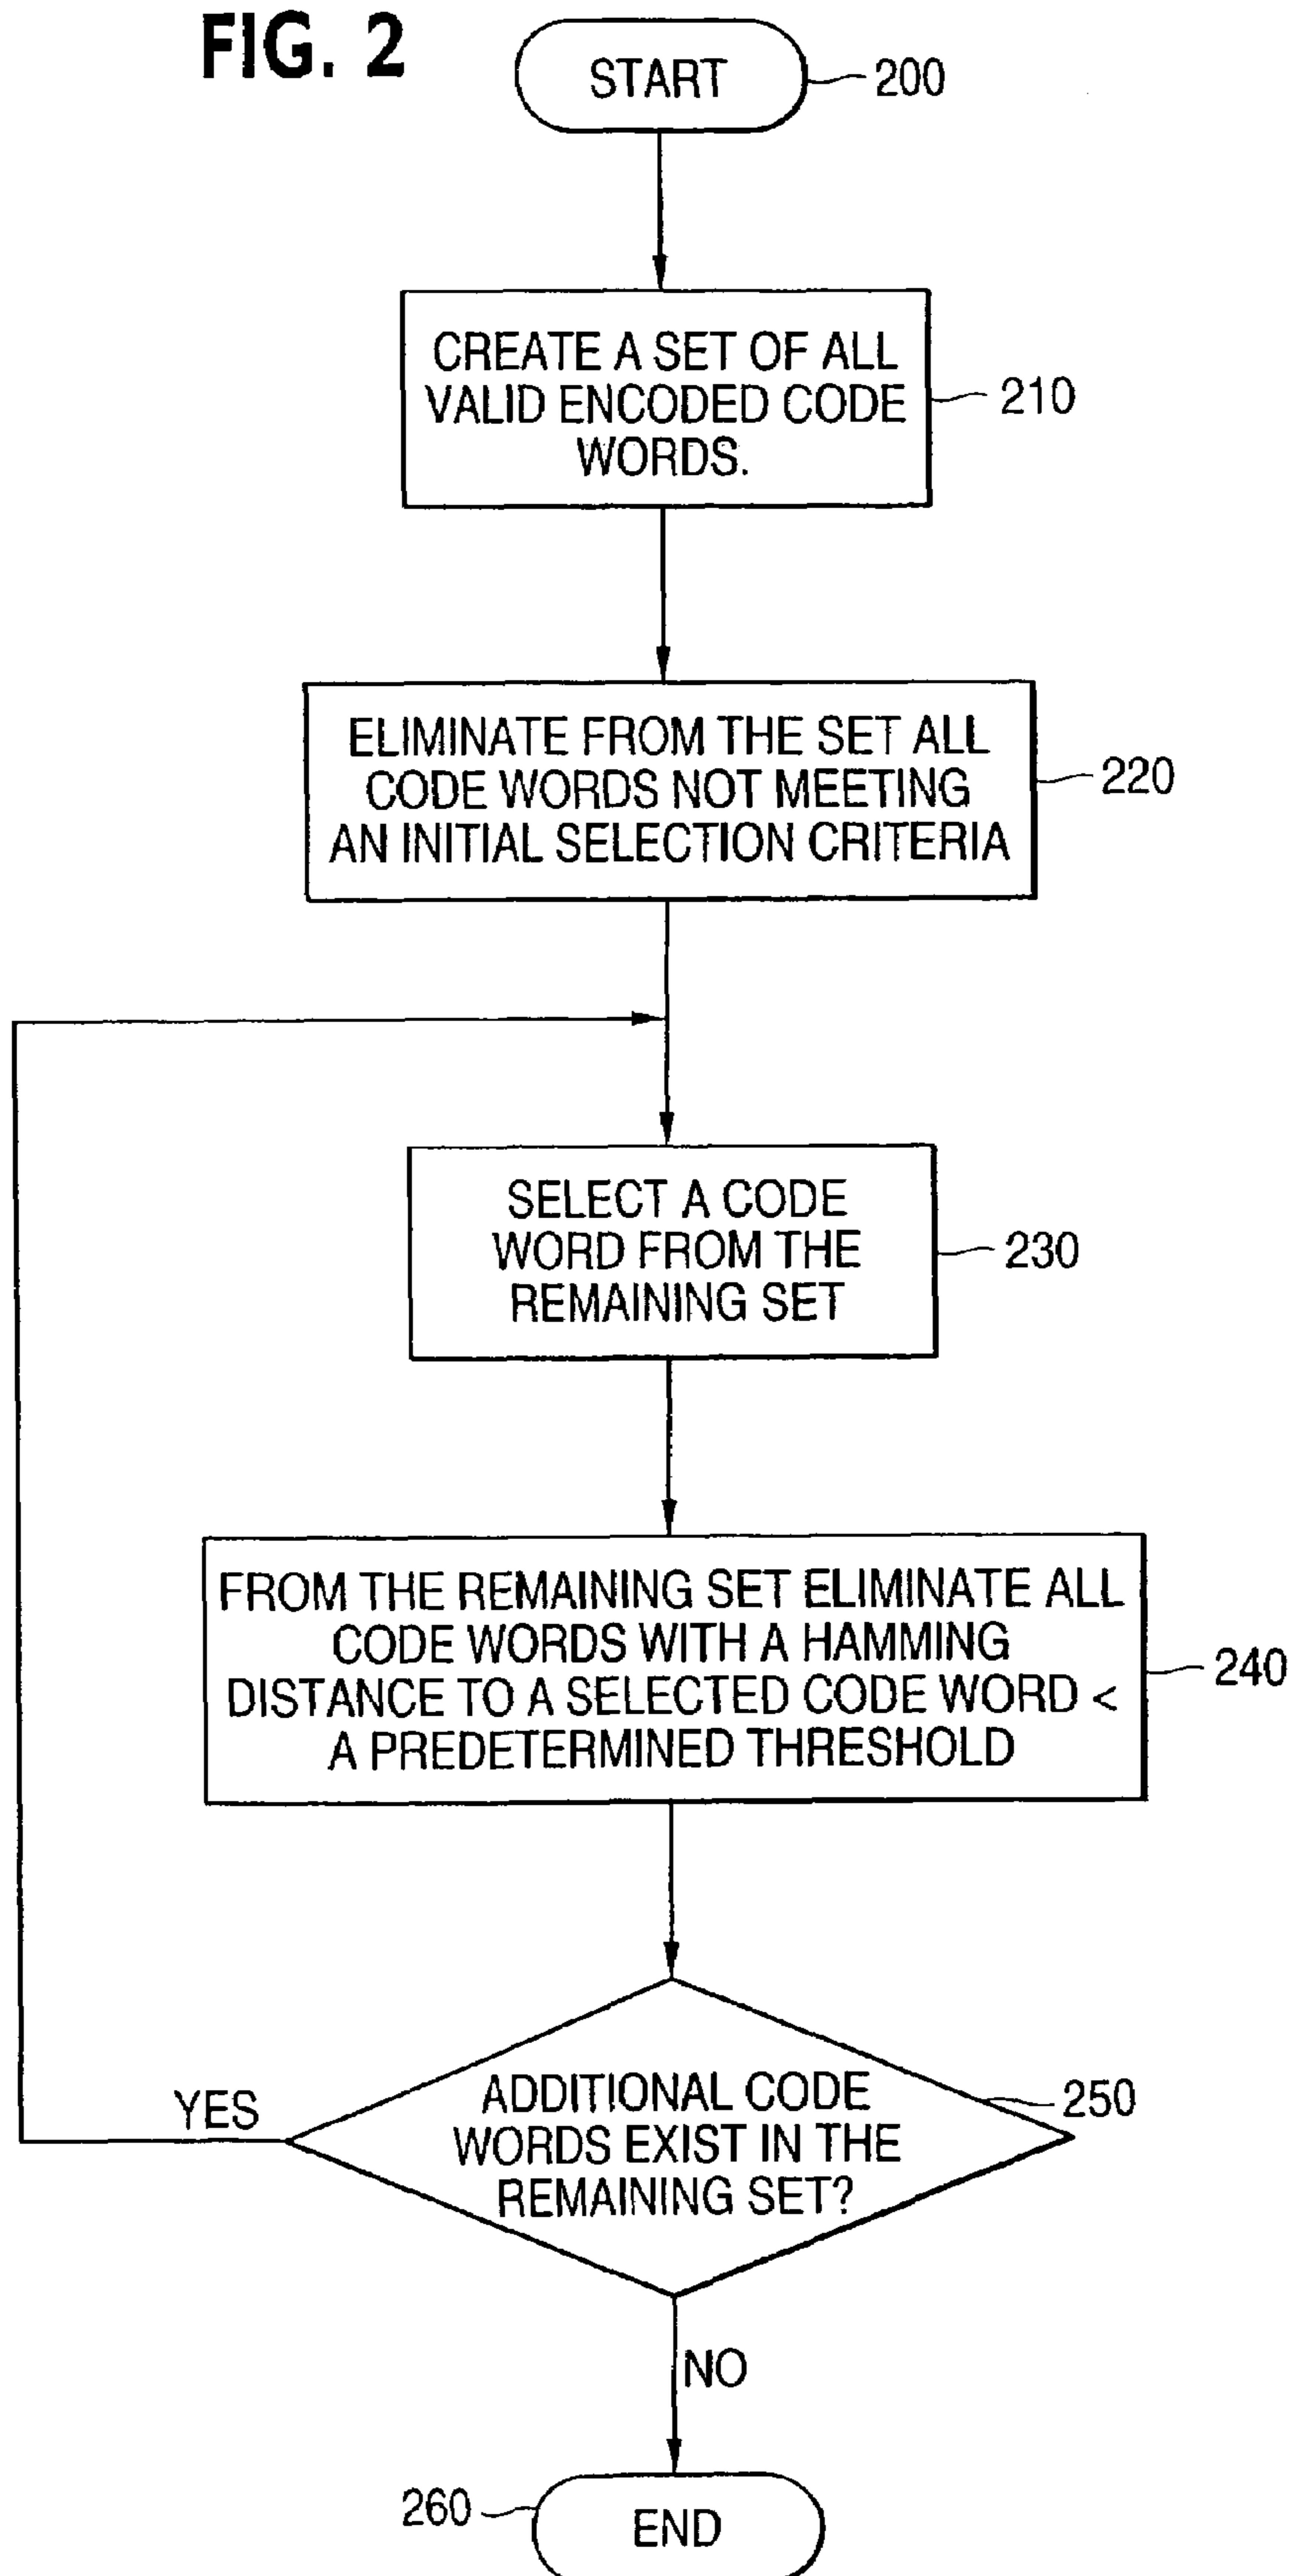 FIG. 2
START
200
CREATE A SET OF ALL
VALID ENCODED CODE
WORDS.
210
ELIMINATE FROM THE SET ALL
CODE WORDS NOT MEETING
AN INITIAL SELECTION CRITERIA
220
SELECT A CODE
WORD FROM THE
REMAINING SET
230
FROM THE REMAINING SET ELIMINATE ALL
CODE WORDS WITH A HAMMING
DISTANCE TO A SELECTED CODE WORD <
A PREDETERMINED THRESHOLD
240
YES
ADDITIONAL CODE
WORDS EXIST IN THE
REMAINING SET?
250
NO
260
END